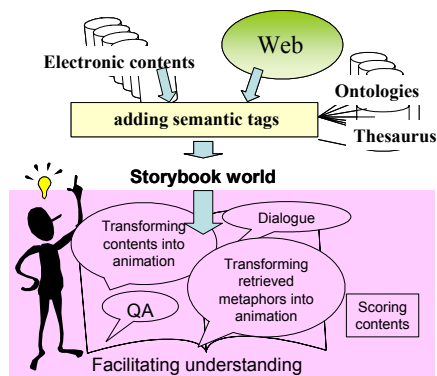 Web
Electronic contents
Ontologies
adding semantic tags
Thesaurus
Storybook world
Transforming
contents into
animation
Dialogue
Transforming
retrieved
metaphors into
animation
QA
Scoring
contents
Facilitating understanding